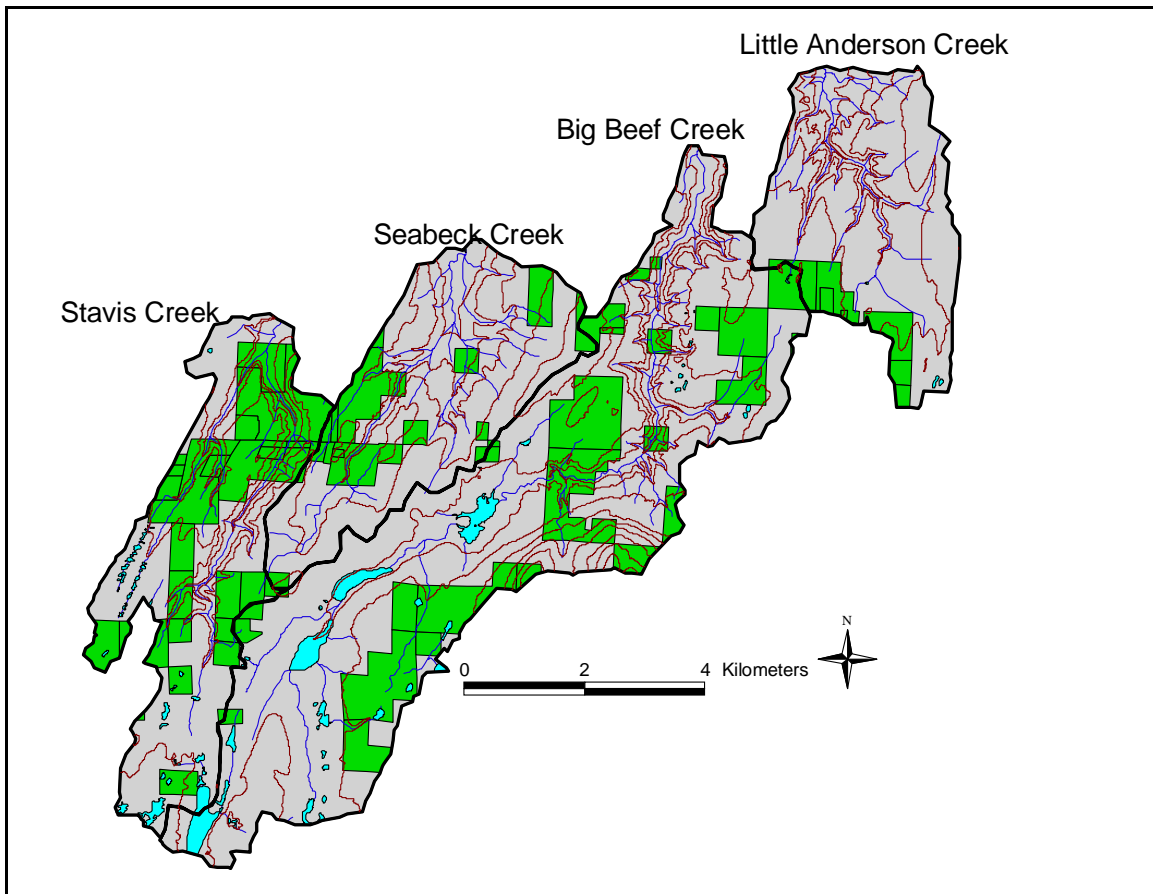 Little Anderson Creek
Big Beef Creek
Seabeck Creek
Stavis Creek
N
0 2 4 Kilometers